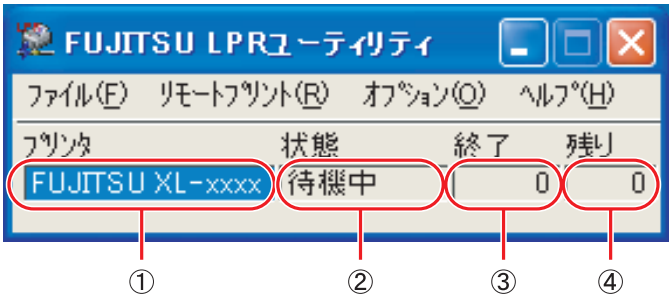 FUJITSU LPRユーティリティ
ファイル(F) リモートプリント(R) オプション(O) ヘルプ(H)
プリンタ 状態 終了 残り
FUJITSU XL-xxxx 待機中 0 0
① ② ③ ④